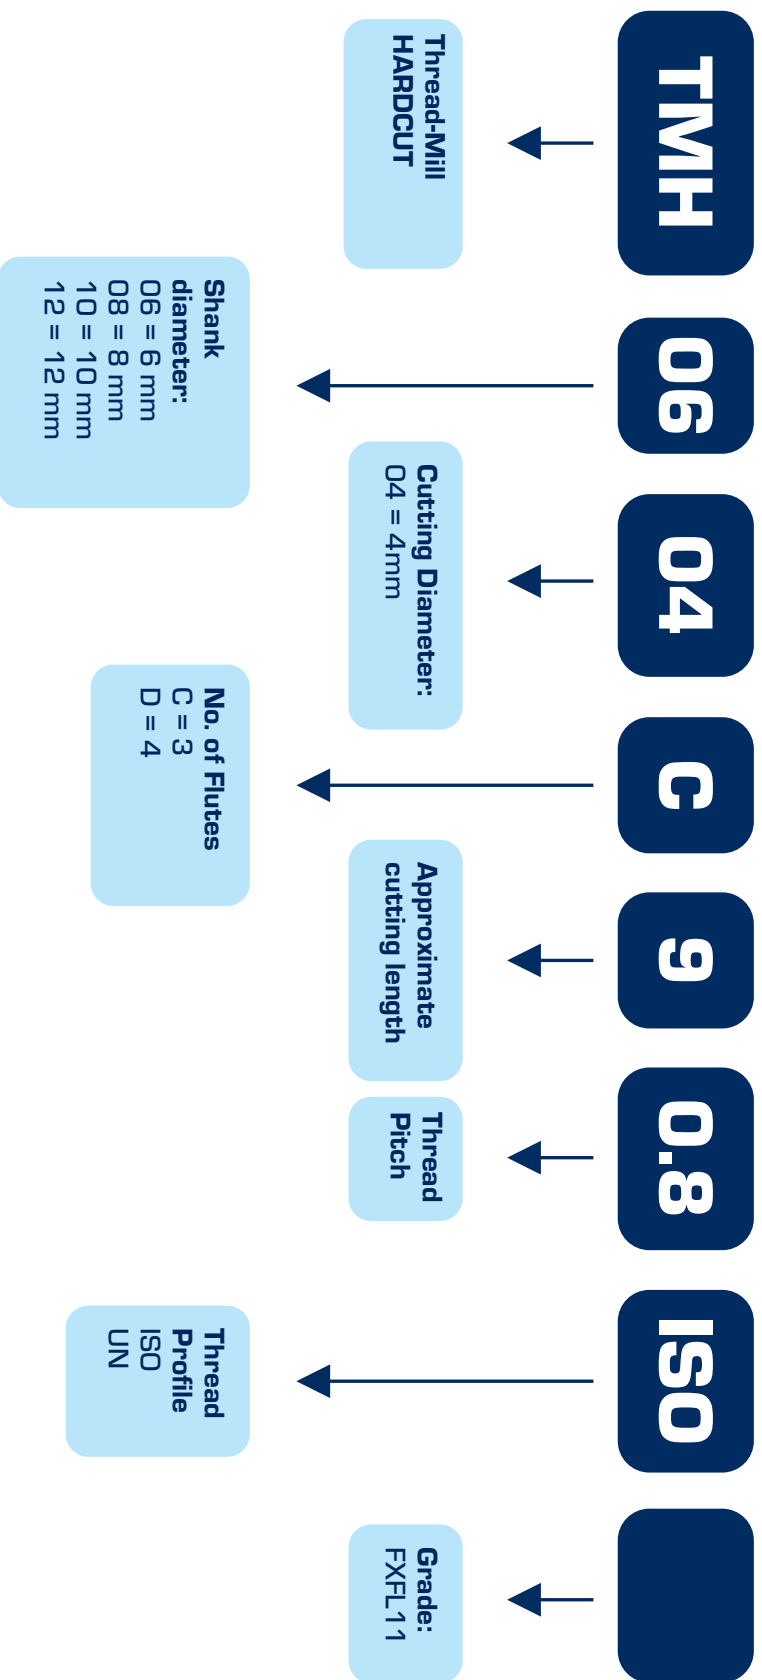 TMH
06
04
C
9
0.8
ISO
Thread-Mill
HARDCUT
Shank
diameter:
06 = 6 mm
08 = 8 mm
10 = 10 mm
12 = 12 mm
Cutting Diameter:
04 = 4mm
No. of Flutes
C = 3
D = 4
Approximate
cutting length
Thread
Pitch
Thread
Profile
ISO
UN
Grade:
FXFL11